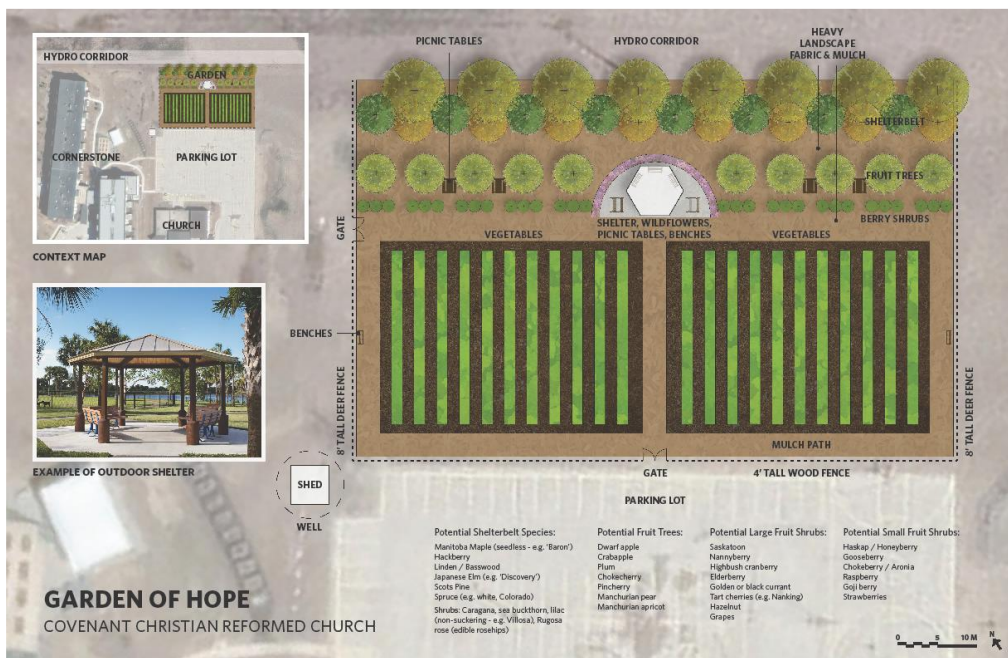 HYDRO CORRIDOR
GARDEN
CORNERSTONE
PARKING LOT
CHURCH
CONTEXT MAP
EXAMPLE OF OUTDOOR SHELTER
PICNIC TABLES
HYDRO CORRIDOR
HEAVY
LANDSCAPE
FABRIC & MULCH
SHELTERBELT
FRUIT TREES
BERRY SHRUBS
GATE
SHELTER, WILDFLOWERS,
PICNIC TABLES, BENCHES
VEGETABLES
VEGETABLES
BENCHES
8' TALL DEER FENCE
8' TALL DEER FENCE
MULCH PATH
GATE
4' TALL WOOD FENCE
SHED
WELL
PARKING LOT
Potential Shelterbelt Species:
Manitoba Maple (seedless - e.g. 'Baron')
Hackberry
Linden / Basswood
Japanese Elm (e.g. 'Discovery')
Scots Pine
Spruce (e.g. white, Colorado)
Shrubs: Caragana, sea buckthorn, lilac
(non-suckering - e.g. Villosa), Rugosa
rose (edible rosehips)
Potential Fruit Trees:
Dwarf apple
Crabapple
Plum
Chokecherry
Pincherry
Manchurian pear
Manchurian apricot
Potential Large Fruit Shrubs:
Saskatoon
Nannyberry
Highbush cranberry
Elderberry
Golden or black currant
Tart cherries (e.g. Nanking)
Hazelnut
Grapes
Potential Small Fruit Shrubs:
Haskap / Honeyberry
Gooseberry
Chokeberry / Aronia
Raspberry
Goji berry
Strawberries
GARDEN OF HOPE
COVENANT CHRISTIAN REFORMED CHURCH
0 5 10 M
N